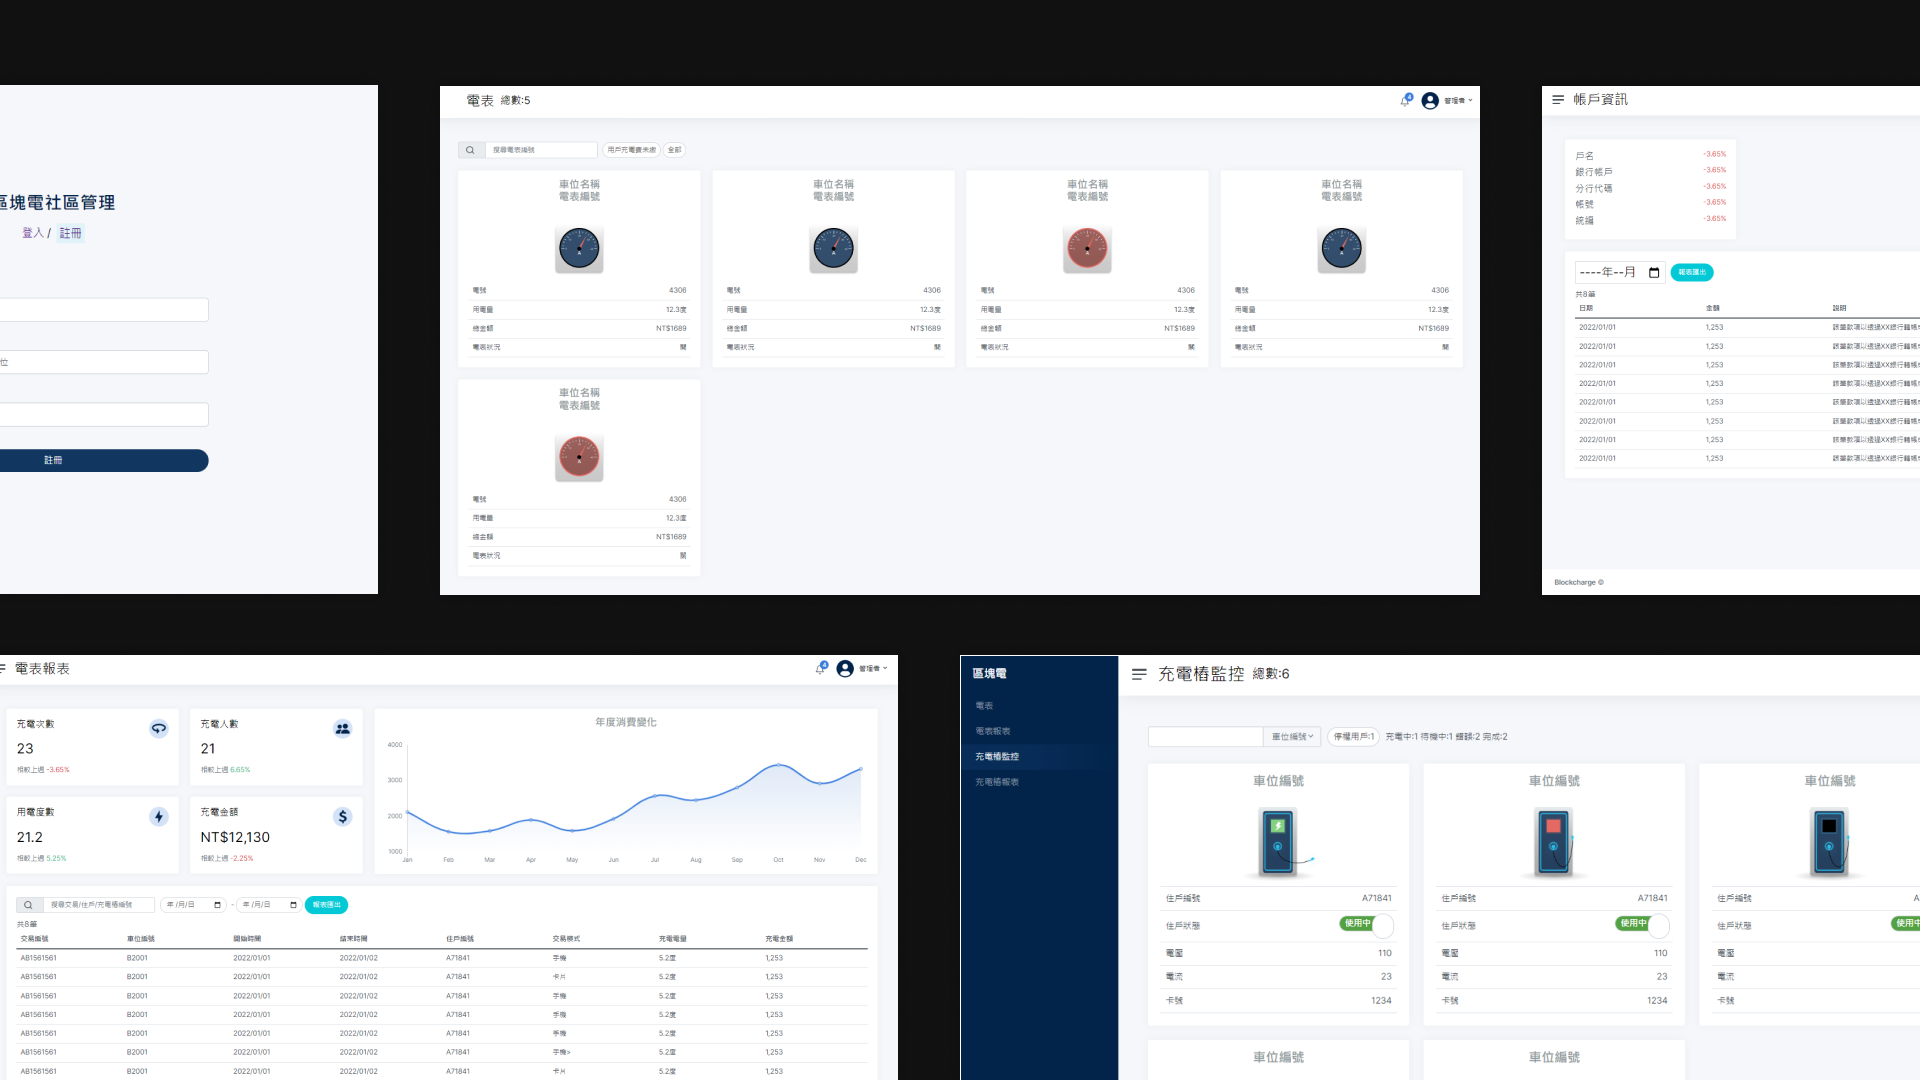 區塊電社區管理
登入 / 註冊
位
註冊
電表 總數:5
4
管理者
搜尋電表編號
用戶充電費未繳
全部
車位名稱
電表編號
電號 4306
用電量 12.3度
總金額 NT$1689
電表狀況 開
車位名稱
電表編號
電號 4306
用電量 12.3度
總金額 NT$1689
電表狀況 開
車位名稱
電表編號
電號 4306
用電量 12.3度
總金額 NT$1689
電表狀況 關
車位名稱
電表編號
電號 4306
用電量 12.3度
總金額 NT$1689
電表狀況 開
車位名稱
電表編號
電號 4306
用電量 12.3度
總金額 NT$1689
電表狀況 關
帳戶資訊
戶名 -3.65%
銀行帳戶 -3.65%
分行代碼 -3.65%
帳號 -3.65%
統編 -3.65%
----年--月
報表匯出
共8筆
日期 金額 說明
2022/01/01 1,253 該筆款項以透過XX銀行轉帳
2022/01/01 1,253 該筆款項以透過XX銀行轉帳
2022/01/01 1,253 該筆款項以透過XX銀行轉帳
2022/01/01 1,253 該筆款項以透過XX銀行轉帳
2022/01/01 1,253 該筆款項以透過XX銀行轉帳
2022/01/01 1,253 該筆款項以透過XX銀行轉帳
2022/01/01 1,253 該筆款項以透過XX銀行轉帳
2022/01/01 1,253 該筆款項以透過XX銀行轉帳
Blockcharge ©
電表報表
4
管理者
充電次數
23
相較上週 -3.65%
充電人數
21
相較上週 6.65%
用電度數
21.2
相較上週 5.25%
充電金額
NT$12,130
相較上週 -2.25%
年度消費變化
4000
3000
2000
1000
Jan Feb Mar Apr May Jun Jul Aug Sep Oct Nov Dec
搜尋交易/住戶/充電樁編號
年 /月/日 - 年 /月/日
報表匯出
共8筆
交易編號 車位編號 開始時間 結束時間 住戶編號 交易模式 充電電量 充電金額
AB1561561 B2001 2022/01/01 2022/01/02 A71841 手機 5.2度 1,253
AB1561561 B2001 2022/01/01 2022/01/02 A71841 卡片 5.2度 1,253
AB1561561 B2001 2022/01/01 2022/01/02 A71841 手機 5.2度 1,253
AB1561561 B2001 2022/01/01 2022/01/02 A71841 手機 5.2度 1,253
AB1561561 B2001 2022/01/01 2022/01/02 A71841 手機 5.2度 1,253
AB1561561 B2001 2022/01/01 2022/01/02 A71841 手機> 5.2度 1,253
AB1561561 B2001 2022/01/01 2022/01/02 A71841 卡片 5.2度 1,253
區塊電
電表
電表報表
充電樁監控
充電樁報表
充電樁監控 總數:6
車位編號
停權用戶:1
充電中:1 待機中:1 錯誤:2 完成:2
車位編號
住戶編號 A71841
住戶狀態 使用中
電壓 110
電流 23
卡號 1234
車位編號
住戶編號 A71841
住戶狀態 使用中
電壓 110
電流 23
卡號 1234
車位編號
住戶編號 A
住戶狀態 使用中
電壓
電流
卡號
車位編號
車位編號